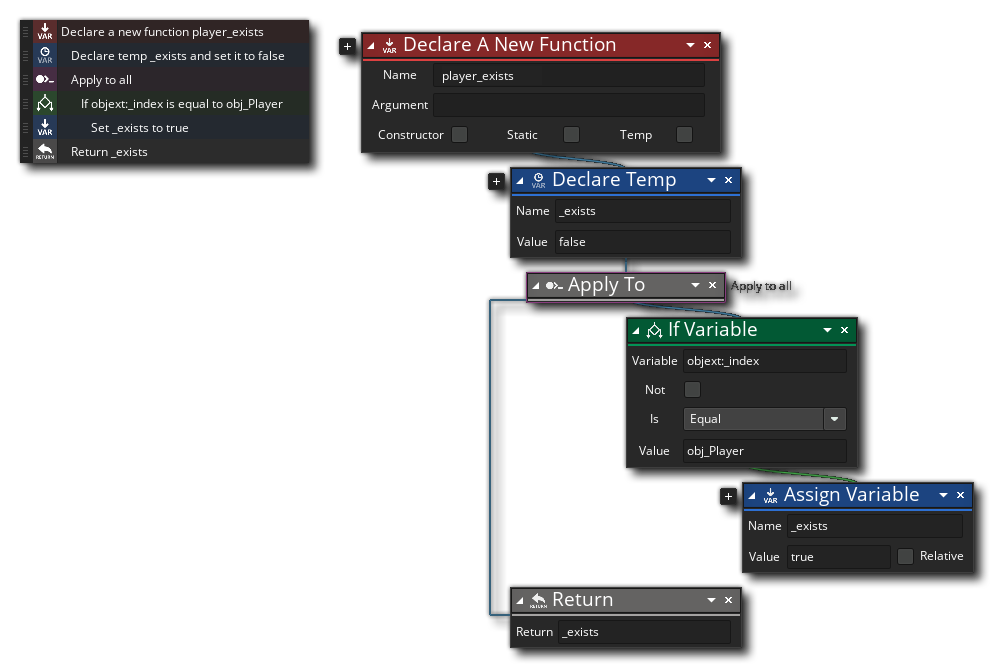 VAR Declare a new function player_exists
VAR Declare temp _exists and set it to false
Apply to all
If objext:_index is equal to obj_Player
VAR Set _exists to true
RETURN Return _exists
+ VAR Declare A New Function
Name player_exists
Argument
Constructor Static Temp
+ VAR Declare Temp
Name _exists
Value false
Apply To Apply to all
If Variable
Variable objext:_index
Not
Is Equal
Value obj_Player
+ VAR Assign Variable
Name _exists
Value true Relative
RETURN Return
Return _exists